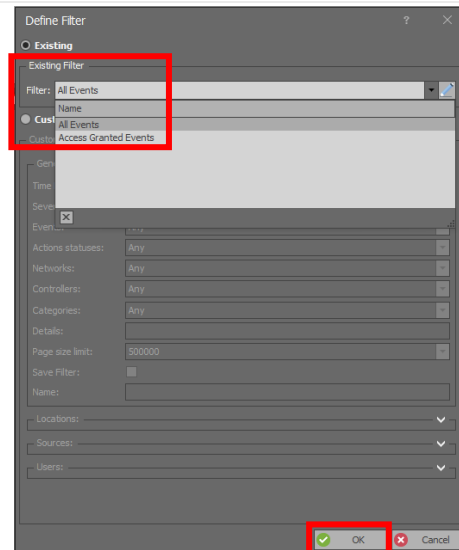 Define Filter ?
Existing
Existing Filter
Filter: All Events
Name
All Events
Access Granted Events
Actions statuses: Any
Networks: Any
Controllers: Any
Categories: Any
Details:
Page size limit: 500000
Save Filter:
Name:
Locations:
Sources:
Users:
OK Cancel